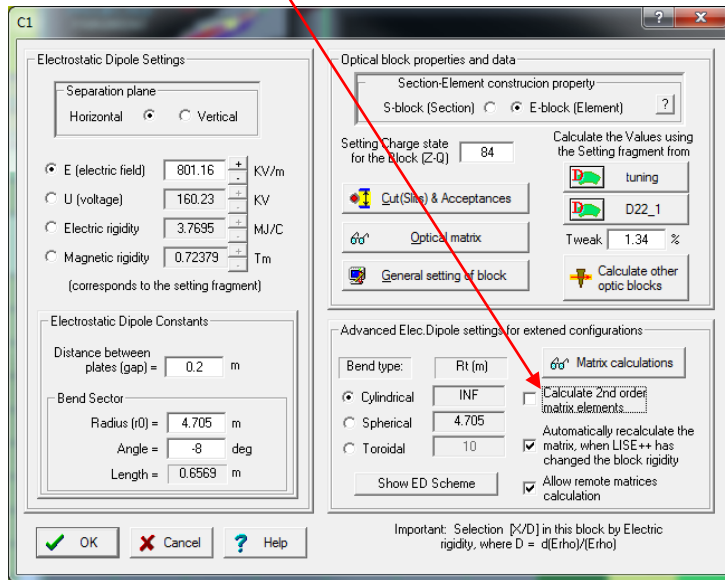 C1
?
X
Electrostatic Dipole Settings
Separation plane
Horizontal
Vertical
E (electric field)
801.16
+
-
KV/m
U (voltage)
160.23
+
-
KV
Electric rigidity
3.7695
+
-
MJ/C
Magnetic rigidity
0.72379
+
-
Tm
(corresponds to the setting fragment)
Electrostatic Dipole Constants
Distance between
plates (gap) =
0.2
m
Bend Sector
Radius (r0) =
4.705
m
Angle =
-8
deg
Length =
0.6569
m
OK
Cancel
? Help
Optical block properties and data
Section-Element construcion property
S-block (Section)
E-block (Element)
?
Setting Charge state
for the Block (Z-Q)
84
Calculate the Values using
the Setting fragment from
D
tuning
D
D22_1
Tweak
1.34
%
Cut(Slits) & Acceptances
Optical matrix
General setting of block
Calculate other
optic blocks
Advanced Elec.Dipole settings for extened configurations
Bend type:
Rt (m)
Matrix calculations
Cylindrical
INF
Spherical
4.705
Toroidal
10
Show ED Scheme
Calculate 2nd order
matrix elements
Automatically recalculate the
matrix, when LISE++ has
changed the block rigidity
Allow remote matrices
calculation
Important: Selection [X/D] in this block by Electric
rigidity, where D = d(Erho)/(Erho)